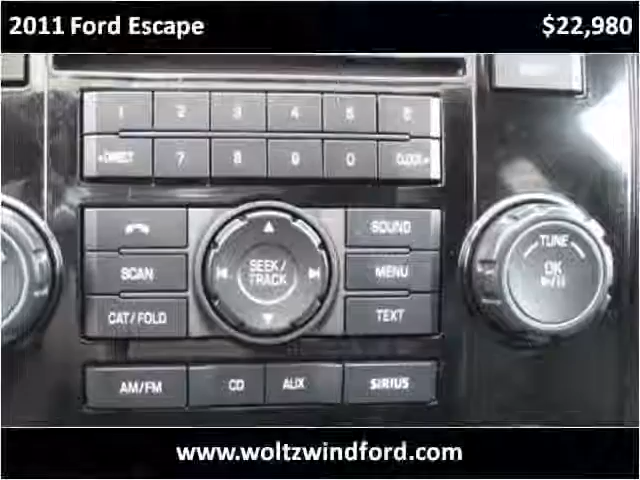 2011 Ford Escape $22,980
1 2 3 4 5 6
DIRECT 7 8 9 0 CLOCK
SOUND
SEEK/
TRACK
SCAN MENU
CAT/FOLD TEXT
AM/FM CD AUX SIRIUS
TUNE
OK
www.woltzwindford.com